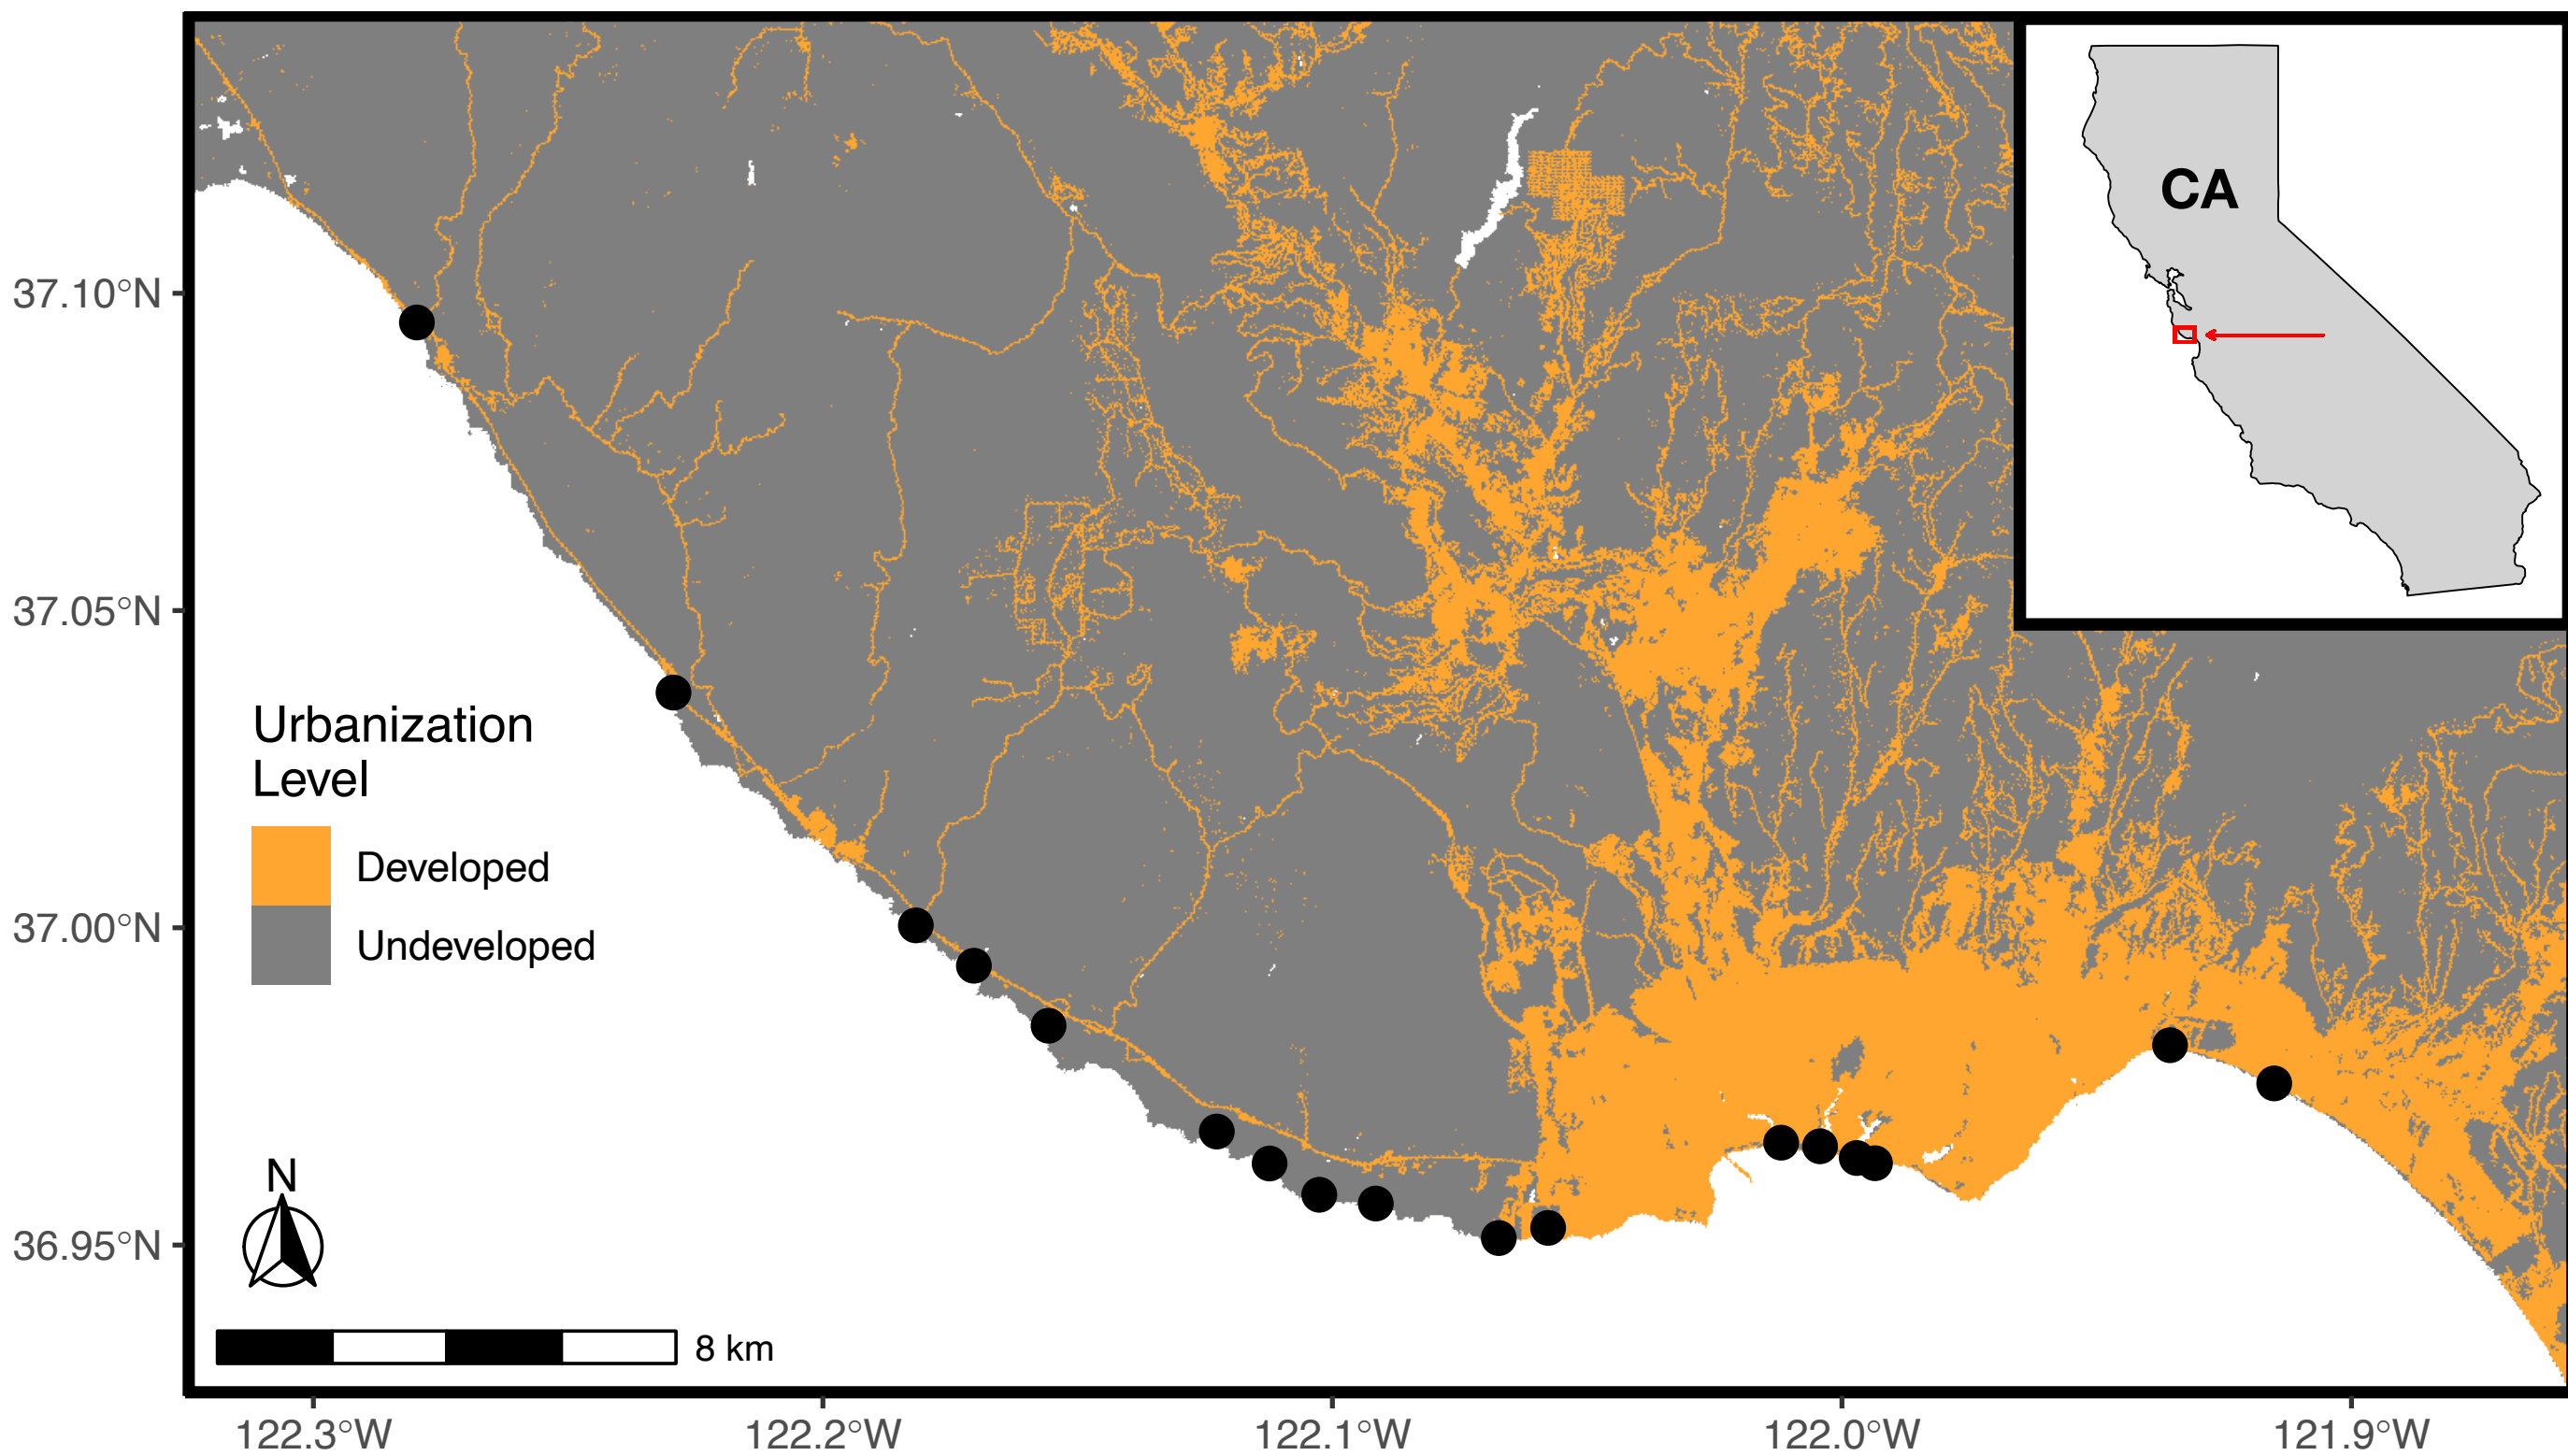 CA
37.10°N
37.05°N
37.00°N
36.95°N
Urbanization
Level
Developed
Undeveloped
N
8 km
122.3°W
122.2°W
122.1°W
122.0°W
121.9°W